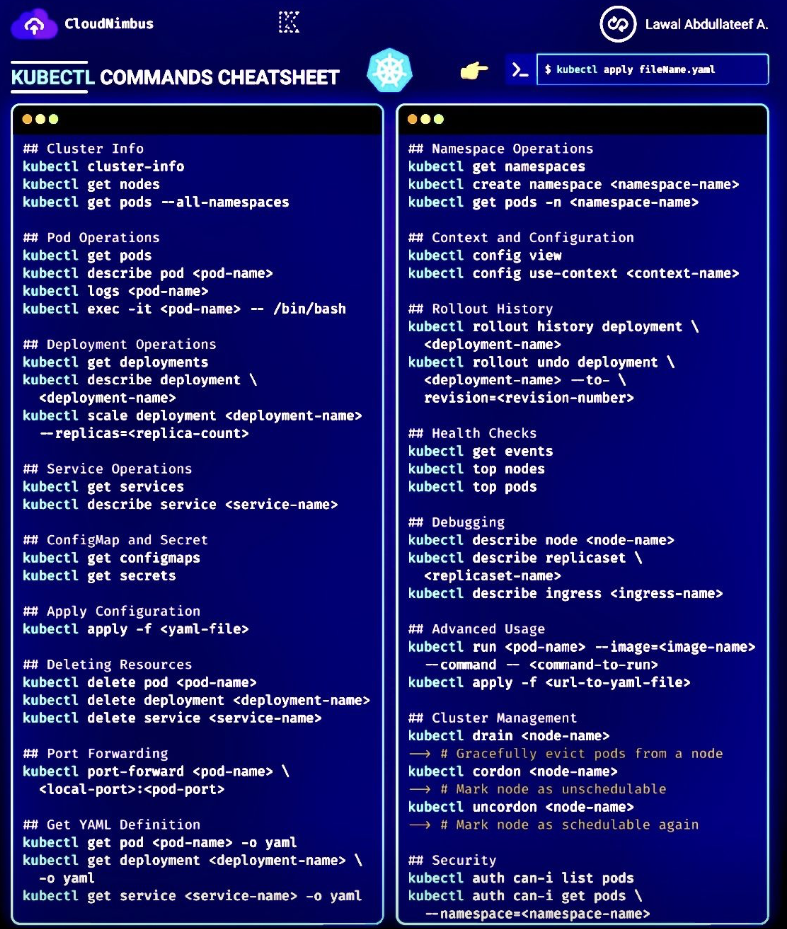 CloudNimbus
Lawal Abdullateef A.
KUBECTL COMMANDS CHEATSHEET
$ kubectl apply fileName.yaml
## Cluster Info
kubectl cluster-info
kubectl get nodes
kubectl get pods --all-namespaces
## Pod Operations
kubectl get pods
kubectl describe pod <pod-name>
kubectl logs <pod-name>
kubectl exec -it <pod-name> -- /bin/bash
## Deployment Operations
kubectl get deployments
kubectl describe deployment \
<deployment-name>
kubectl scale deployment <deployment-name>
--replicas=<replica-count>
## Service Operations
kubectl get services
kubectl describe service <service-name>
## ConfigMap and Secret
kubectl get configmaps
kubectl get secrets
## Apply Configuration
kubectl apply -f <yaml-file>
## Deleting Resources
kubectl delete pod <pod-name>
kubectl delete deployment <deployment-name>
kubectl delete service <service-name>
## Port Forwarding
kubectl port-forward <pod-name> \
<local-port>:<pod-port>
## Get YAML Definition
kubectl get pod <pod-name> -o yaml
kubectl get deployment <deployment-name> \
-o yaml
kubectl get service <service-name> -o yaml
## Namespace Operations
kubectl get namespaces
kubectl create namespace <namespace-name>
kubectl get pods -n <namespace-name>
## Context and Configuration
kubectl config view
kubectl config use-context <context-name>
## Rollout History
kubectl rollout history deployment \
<deployment-name>
kubectl rollout undo deployment \
<deployment-name> --to- \
revision=<revision-number>
## Health Checks
kubectl get events
kubectl top nodes
kubectl top pods
## Debugging
kubectl describe node <node-name>
kubectl describe replicaset \
<replicaset-name>
kubectl describe ingress <ingress-name>
## Advanced Usage
kubectl run <pod-name> --image=<image-name>
--command -- <command-to-run>
kubectl apply -f <url-to-yaml-file>
## Cluster Management
kubectl drain <node-name>
--> # Gracefully evict pods from a node
kubectl cordon <node-name>
--> # Mark node as unschedulable
kubectl uncordon <node-name>
--> # Mark node as schedulable again
## Security
kubectl auth can-i list pods
kubectl auth can-i get pods \
--namespace=<namespace-name>